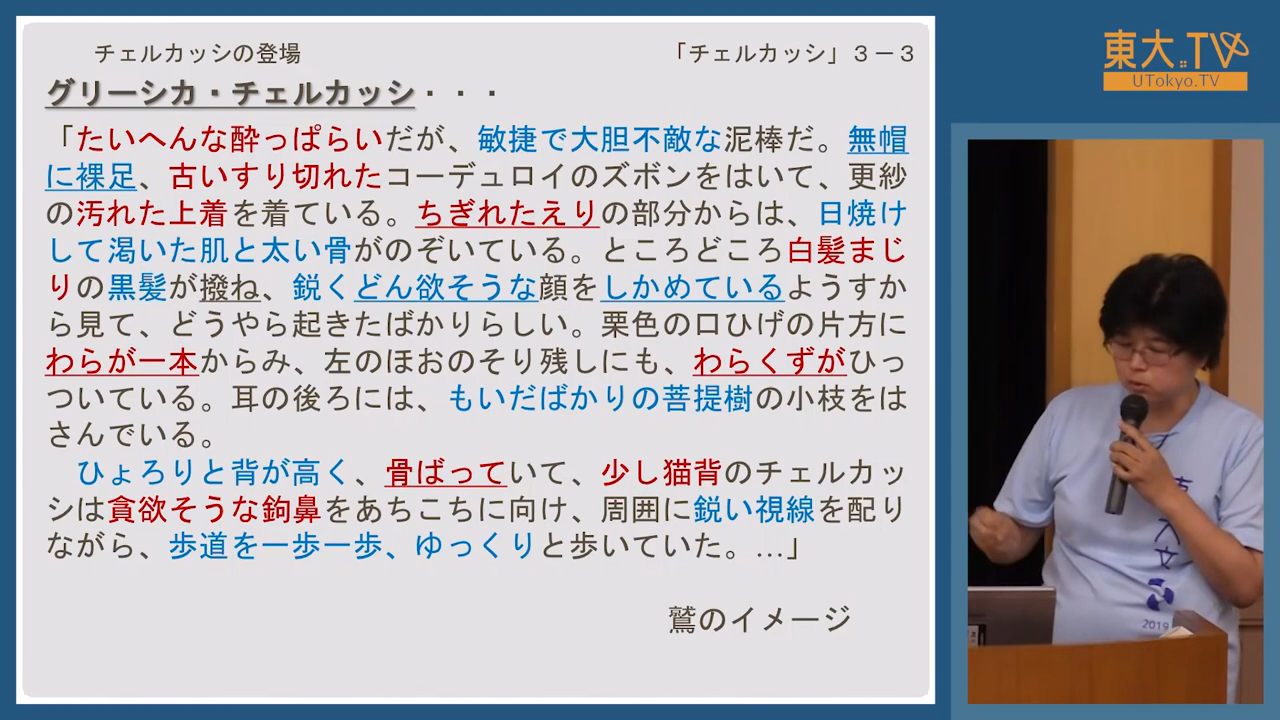 チェルカッシの登場
「チェルカッシ」３－３
グリーシカ・チェルカッシ・・・
「たいへんな酔っぱらいだが、敏捷で大胆不敵な泥棒だ。無帽
に裸足、古いすり切れたコーデュロイのズボンをはいて、更紗
の汚れた上着を着ている。ちぎれたえりの部分からは、日焼け
して渇いた肌と太い骨がのぞいている。ところどころ白髪まじ
りの黒髪が撥ね、鋭くどん欲そうな顔をしかめているようすか
ら見て、どうやら起きたばかりらしい。栗色の口ひげの片方に
わらが一本からみ、左のほおのそり残しにも、わらくずがひっ
ついている。耳の後ろには、もいだばかりの菩提樹の小枝をは
さんでいる。
ひょろりと背が高く、骨ばっていて、少し猫背のチェルカッ
シは貪欲そうな鉤鼻をあちこちに向け、周囲に鋭い視線を配り
ながら、歩道を一歩一歩、ゆっくりと歩いていた。…」
鷲のイメージ
東大.TV
UTokyo.TV
2019